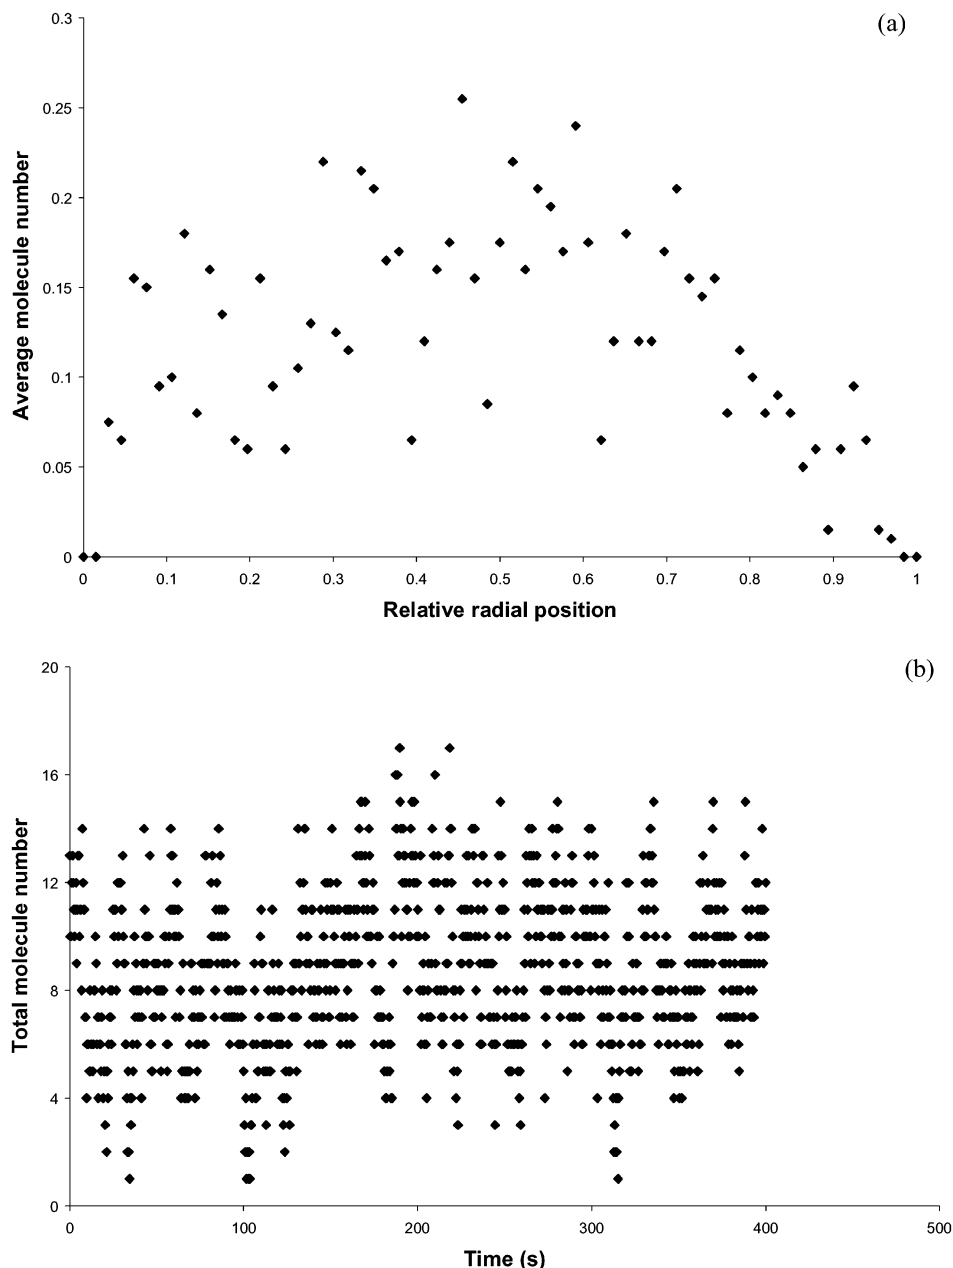 (a)
0.3
0.25
0.2
0.15
0.1
0.05
0
Average molecule number
0 0.1 0.2 0.3 0.4 0.5 0.6 0.7 0.8 0.9 1
Relative radial position
(b)
20
16
12
8
4
0
Total molecule number
0 100 200 300 400 500
Time (s)